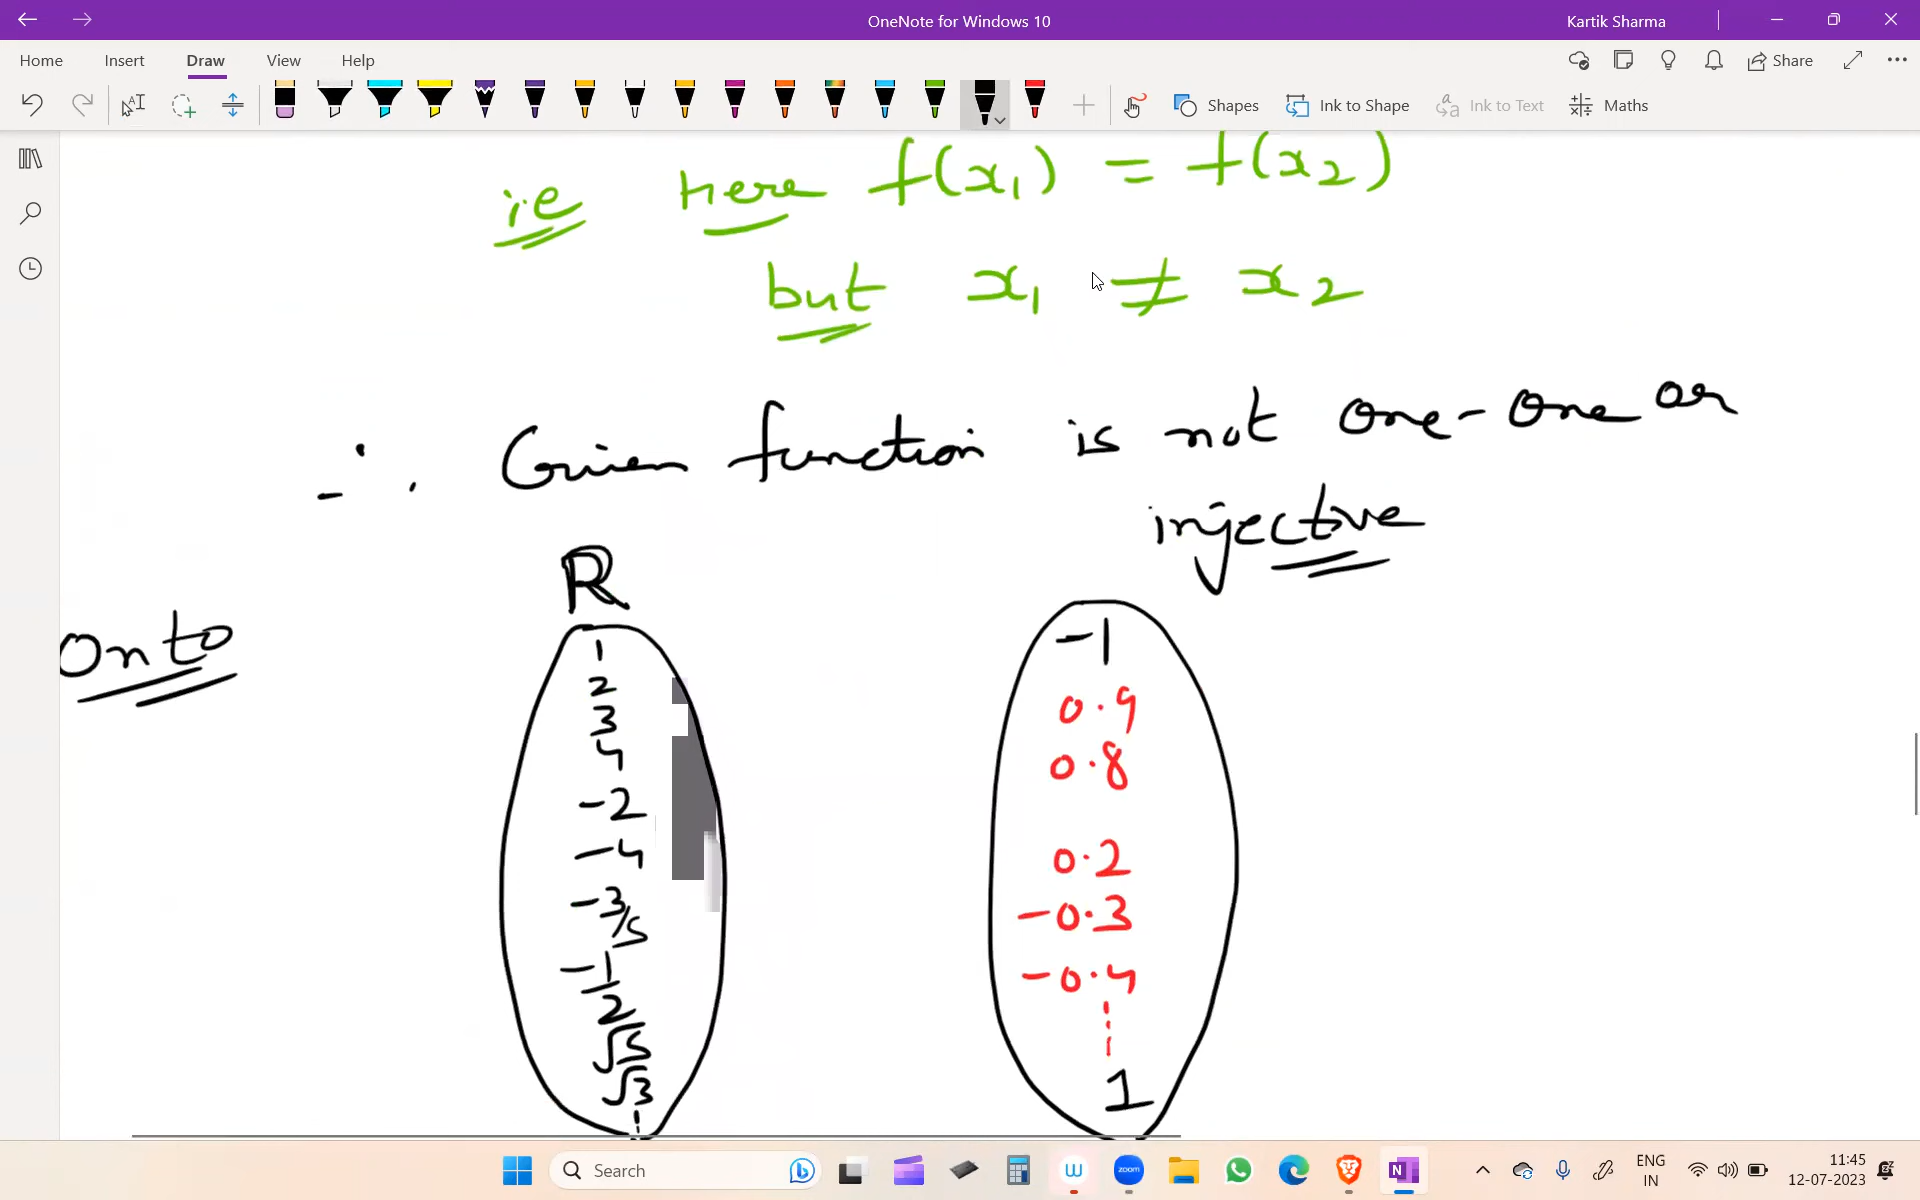 OneNote for Windows 10
Kartik Sharma
Home Insert Draw View Help
Share
Shapes Ink to Shape Ink to Text Maths
i.e here f(x₁) = f(x₂)
but x₁ ≠ x₂
∴ Given function is not one-one or
injective
Onto
R
1
2
3
4
-2
-4
-3/5
-1/2
√5
√3
-1
0.9
0.8
0.2
-0.3
-0.4
1
Search
zoom
ENG
IN
11:45
12-07-2023